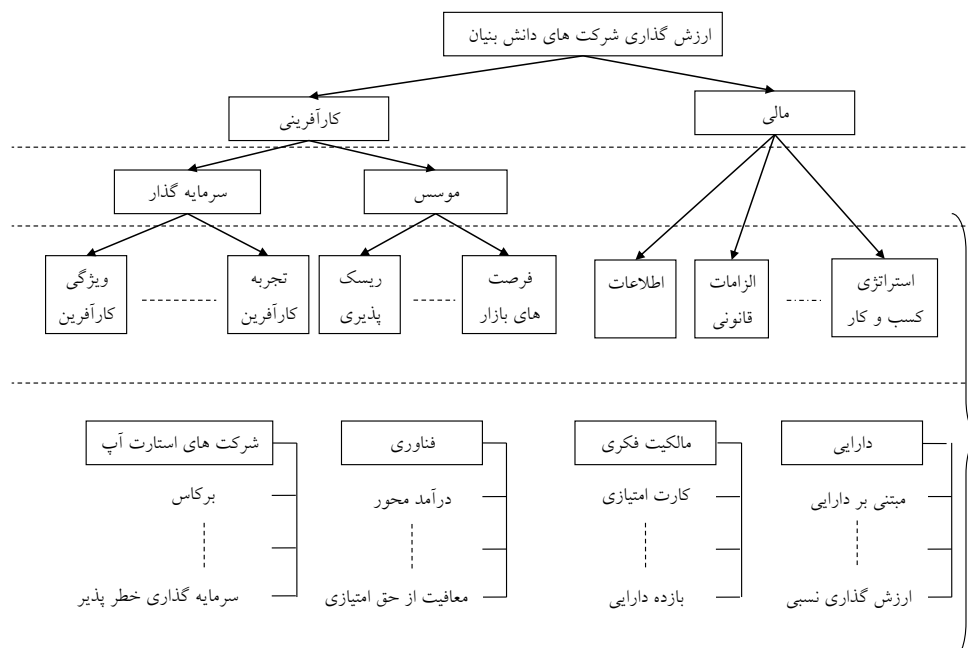 ارزش گذاری شرکت های دانش بنیان
مالی
کارآفرینی
موسس
سرمایه گذار
استراتژی
کسب و کار
الزامات
قانونی
اطلاعات
فرصت
های بازار
ریسک
پذیری
تجربه
کارآفرین
ویژگی
کارآفرین
دارایی
مبتنی بر دارایی
ارزش گذاری نسبی
مالکیت فکری
کارت امتیازی
بازده دارایی
فناوری
درآمد محور
معافیت از حق امتیازی
شرکت های استارت آپ
برکاس
سرمایه گذاری خطر پذیر